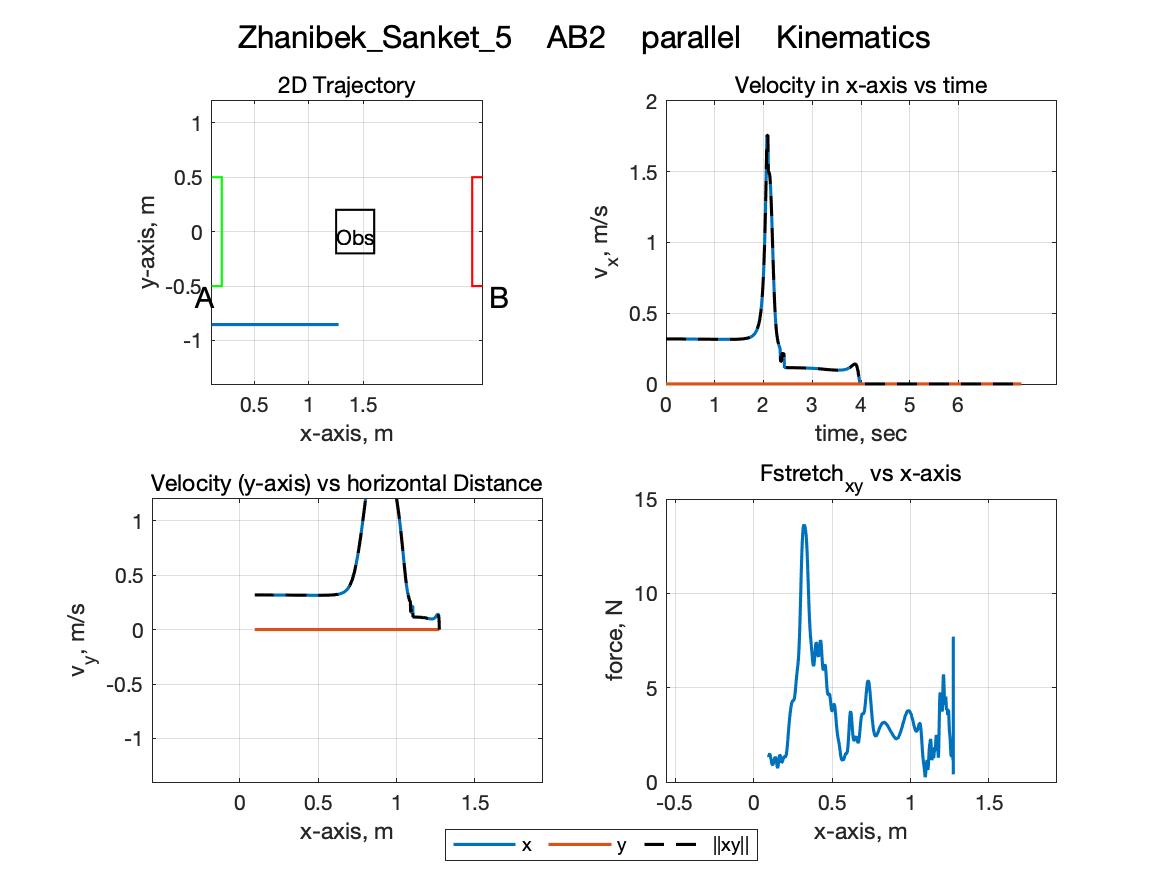 Zhanibek_Sanket_5 AB2 parallel Kinematics
2D Trajectory
1
0.5
0
-0.5
-1
y-axis, m
A
Obs
B
0.5 1 1.5
x-axis, m
Velocity in x-axis vs time
2
1.5
1
0.5
0
v_x, m/s
0 1 2 3 4 5 6
time, sec
Velocity (y-axis) vs horizontal Distance
1
0.5
0
-0.5
-1
v_y, m/s
0 0.5 1 1.5
x-axis, m
Fstretch_xy vs x-axis
15
10
5
0
force, N
-0.5 0 0.5 1 1.5
x-axis, m
x y ||xy||